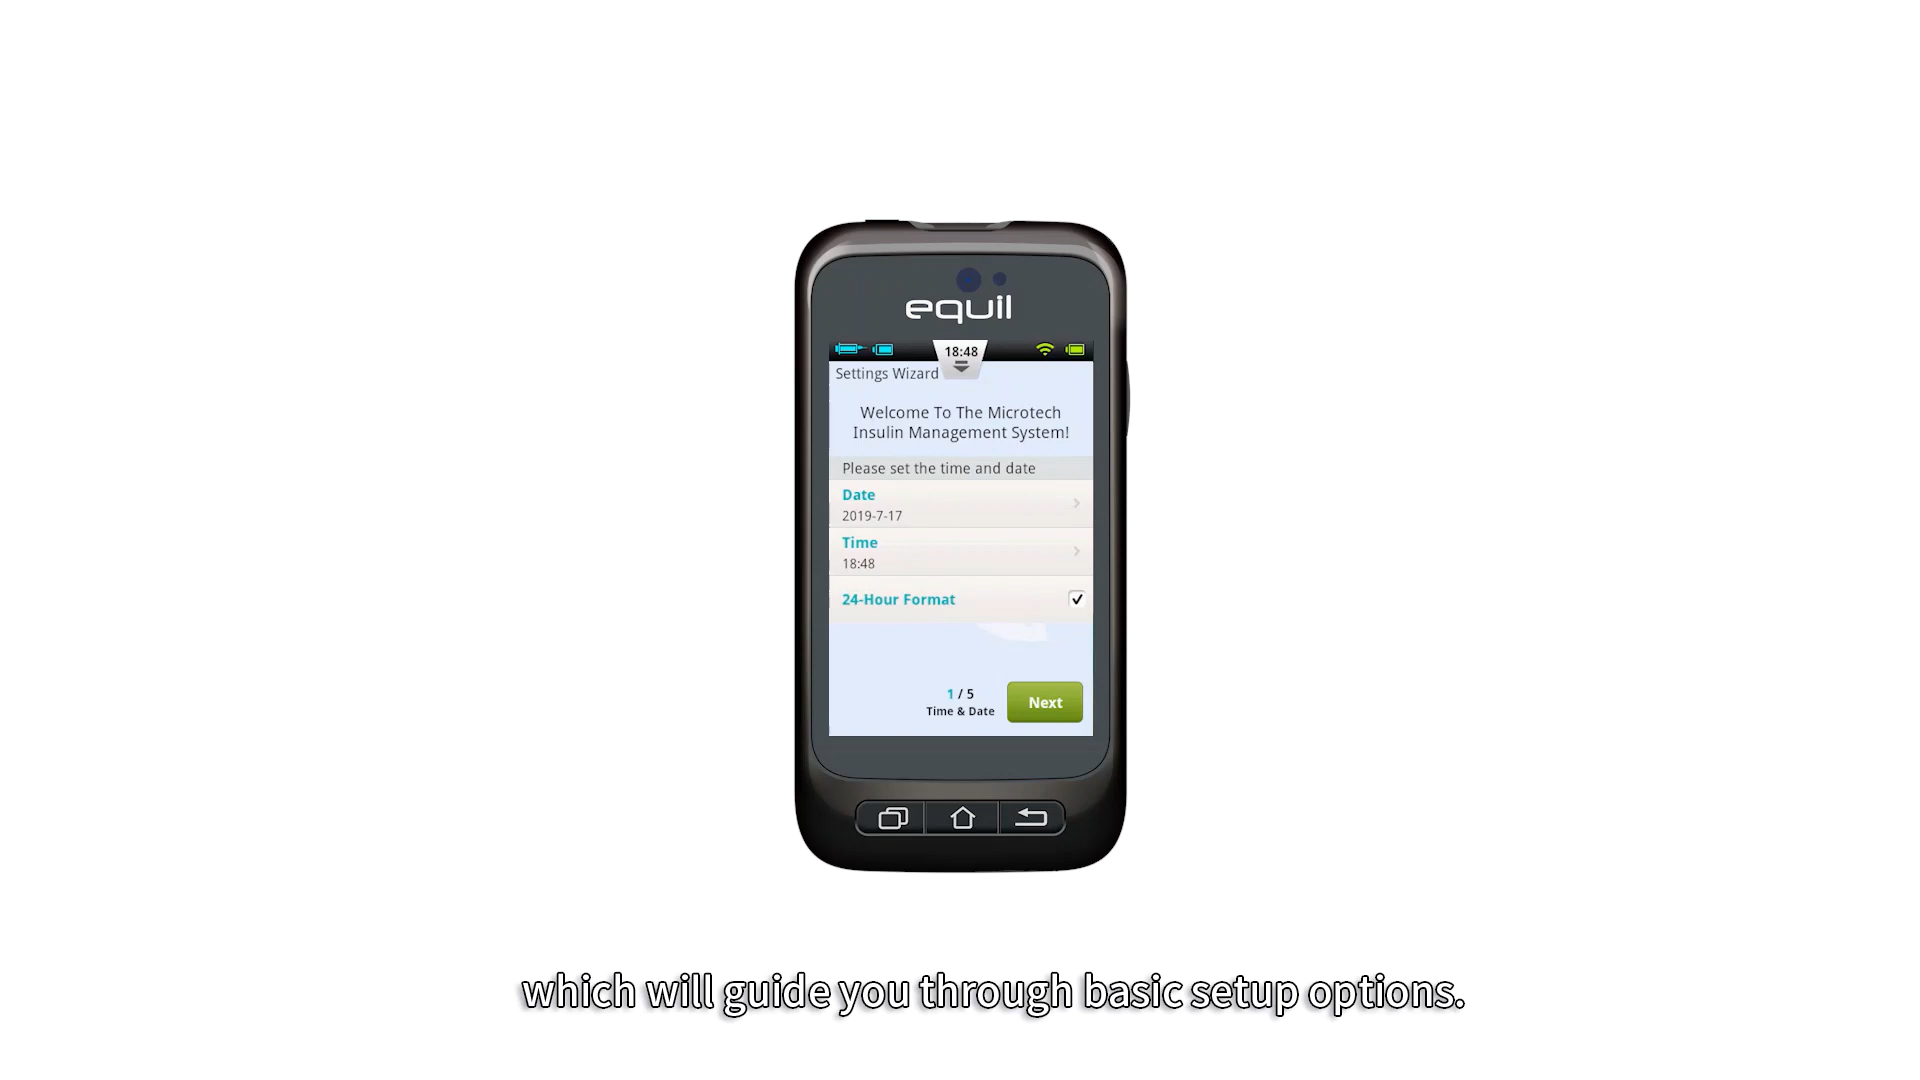 equil
18:48
Settings Wizard
Welcome To The Microtech
Insulin Management System!
Please set the time and date
Date
2019-7-17
Time
18:48
24-Hour Format
1 / 5
Time & Date
Next
which will guide you through basic setup options.